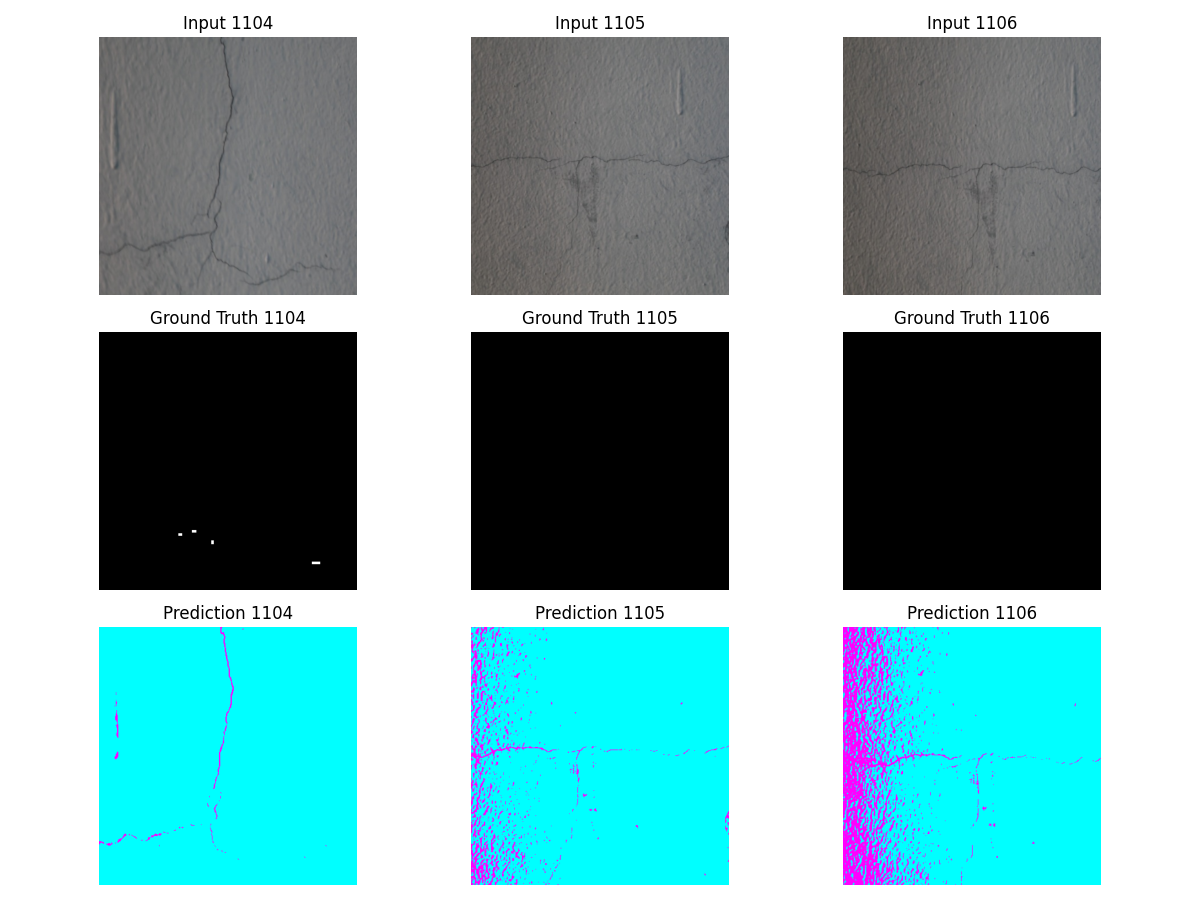 Input 1104
Input 1105
Input 1106
Ground Truth 1104
Ground Truth 1105
Ground Truth 1106
Prediction 1104
Prediction 1105
Prediction 1106